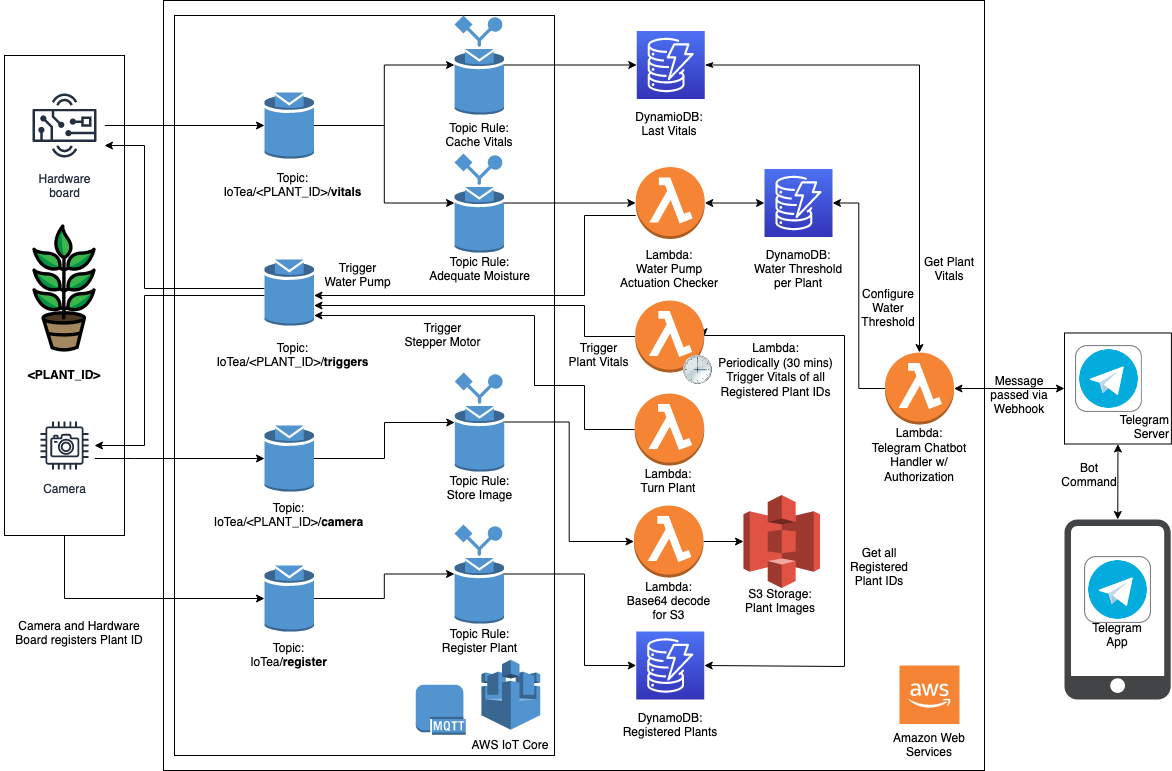 Hardware
board
<PLANT_ID>
Camera
Camera and Hardware
Board registers Plant ID
Topic:
IoTea/<PLANT_ID>/vitals
Topic Rule:
Cache Vitals
Topic Rule:
Adequate Moisture
Trigger
Water Pump
Topic:
IoTea/<PLANT_ID>/triggers
Trigger
Stepper Motor
Topic:
IoTea/<PLANT_ID>/camera
Topic Rule:
Store Image
Topic:
IoTea/register
Topic Rule:
Register Plant
MQTT
AWS IoT Core
DynamioDB:
Last Vitals
Lambda:
Water Pump
Actuation Checker
DynamoDB:
Water Threshold
per Plant
Trigger
Plant Vitals
Lambda:
Periodically (30 mins)
Trigger Vitals of all
Registered Plant IDs
Lambda:
Turn Plant
Lambda:
Base64 decode
for S3
S3 Storage:
Plant Images
DynamoDB:
Registered Plants
Get Plant
Vitals
Configure
Water
Threshold
Lambda:
Telegram Chatbot
Handler w/
Authorization
Get all
Registered
Plant IDs
aws
Amazon Web
Services
Message
passed via
Webhook
Telegram
Server
Bot
Command
Telegram
App